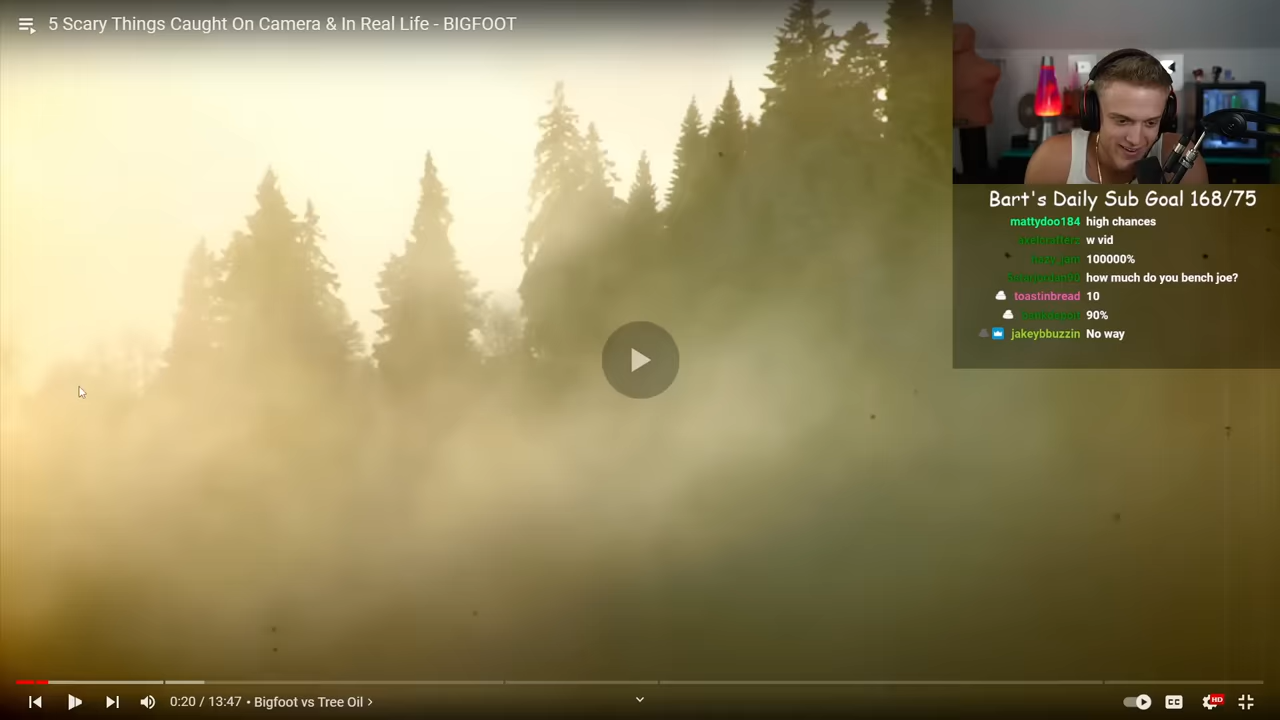 5 Scary Things Caught On Camera & In Real Life - BIGFOOT
Bart's Daily Sub Goal 168/75
mattydoo184 high chances
w vid
100000%
how much do you bench joe?
toastinbread 10
90%
jakeybbuzzin No way
0:20 / 13:47 • Bigfoot vs Tree Oil >
CC
HD